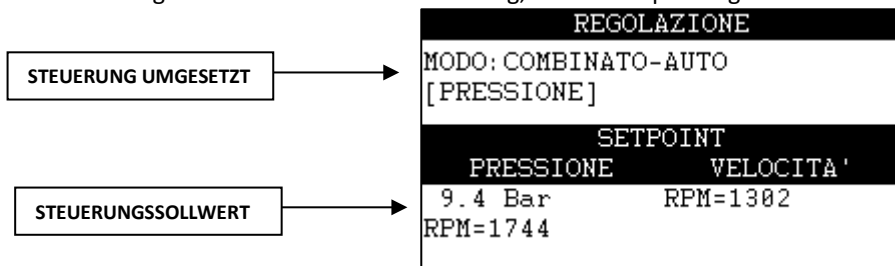 REGOLAZIONE
STEUERUNG UMGESETZT
MODO:COMBINATO-AUTO
[PRESSIONE]
SETPOINT
PRESSIONE VELOCITA'
STEUERUNGSSOLLWERT
9.4 Bar RPM=1302
RPM=1744